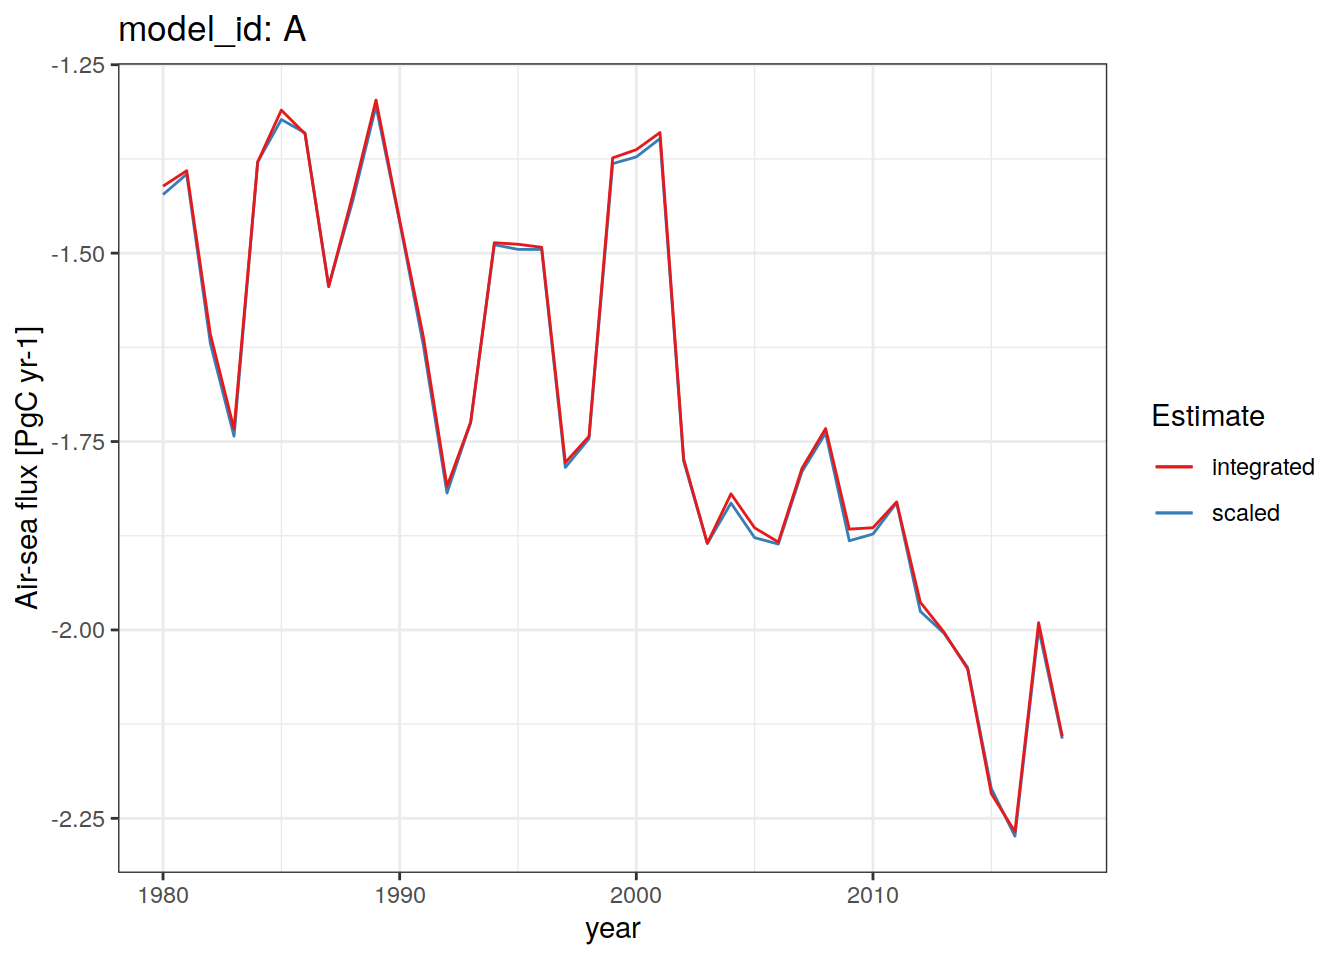 model_id: A
-1.25
-1.50
-1.75
-2.00
-2.25
Air-sea flux [PgC yr-1]
1980 1990 2000 2010
year
Estimate
integrated
scaled